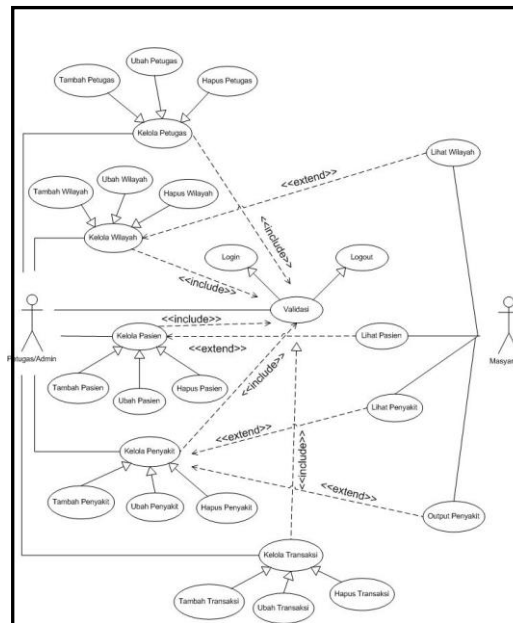 Ubah Petugas
Tambah Petugas
Hapus Petugas
Kelola Petugas
Lihat Wilayah
Ubah Wilayah
Tambah Wilayah
Hapus Wilayah
<<extend>>
<<include>>
Kelola Wilayah
Login
Logout
<<include>>
Validasi
<<include>>
Kelola Pasien
Lihat Pasien
<<extend>>
Petugas/Admin
Masyar
<<include>>
Tambah Pasien
Hapus Pasien
Ubah Pasien
Lihat Penyakit
<<extend>>
Kelola Penyakit
<<include>>
<<extend>>
Tambah Penyakit
Ubah Penyakit
Hapus Penyakit
Output Penyakit
Kelola Transaksi
Tambah Transaksi
Ubah Transaksi
Hapus Transaksi